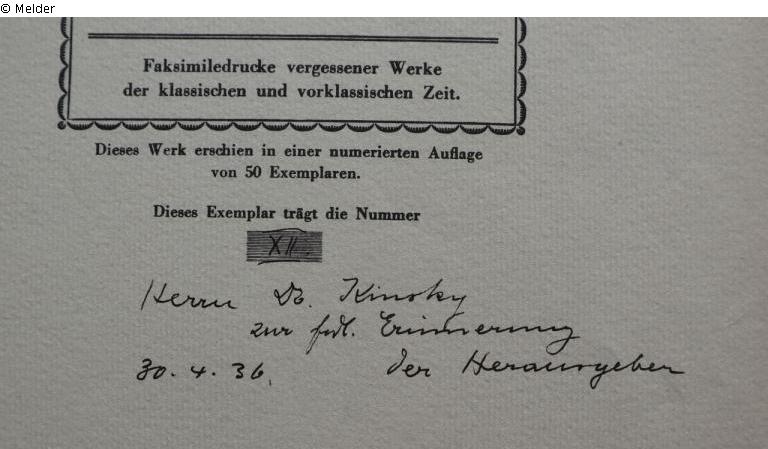 © Melder
Faksimiledrucke vergessener Werke
der klassischen und vorklassischen Zeit.
Dieses Werk erschien in einer numerierten Auflage
von 50 Exemplaren.
Dieses Exemplar trägt die Nummer
XII.
Herrn Dr. Kinsky
zur frdl. Erinnerung
30.4.36. der Herausgeber